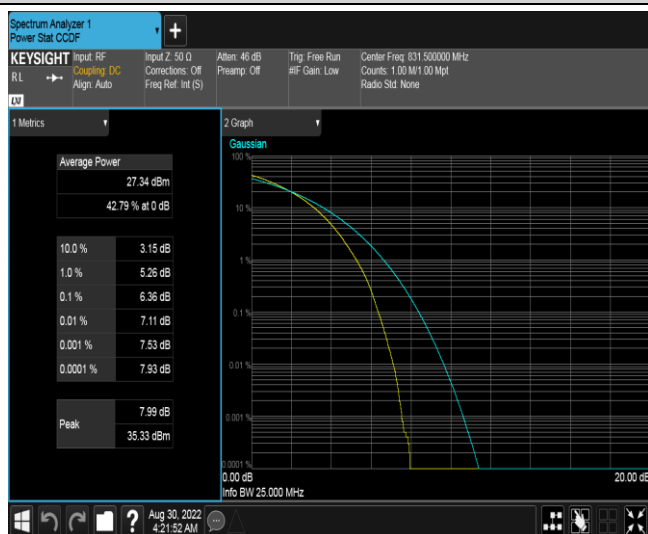 Spectrum Analyzer 1
Power Stat CCDF
KEYSIGHT
RL
LXI
Input: RF
Coupling: DC
Align: Auto
Input Z: 50 Ω
Corrections: Off
Freq Ref: Int (S)
Atten: 46 dB
Preamp: Off
Trig: Free Run
#IF Gain: Low
Center Freq: 831.500000 MHz
Counts: 1.00 M/1.00 Mpt
Radio Std: None
1 Metrics
Average Power
27.34 dBm
42.79 % at 0 dB
10.0 % 3.15 dB
1.0 % 5.26 dB
0.1 % 6.36 dB
0.01 % 7.11 dB
0.001 % 7.53 dB
0.0001 % 7.93 dB
Peak
7.99 dB
35.33 dBm
2 Graph
Gaussian
100 %
10 %
1 %
0.1 %
0.01 %
0.001 %
0.0001 %
0.00 dB
20.00 dB
Info BW 25.000 MHz
?
Aug 30, 2022
4:21:52 AM